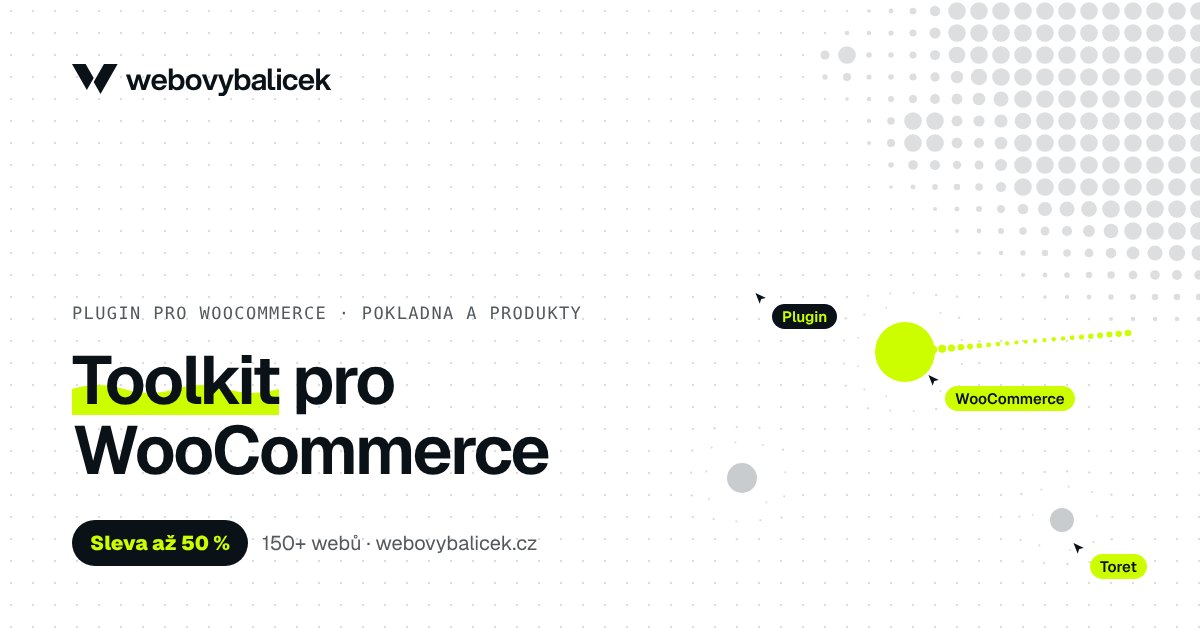 webovybalicek
PLUGIN PRO WOOCOMMERCE · POKLADNA A PRODUKTY
Toolkit pro
WooCommerce
Sleva až 50 %
150+ webů · webovybalicek.cz
Plugin
WooCommerce
Toret